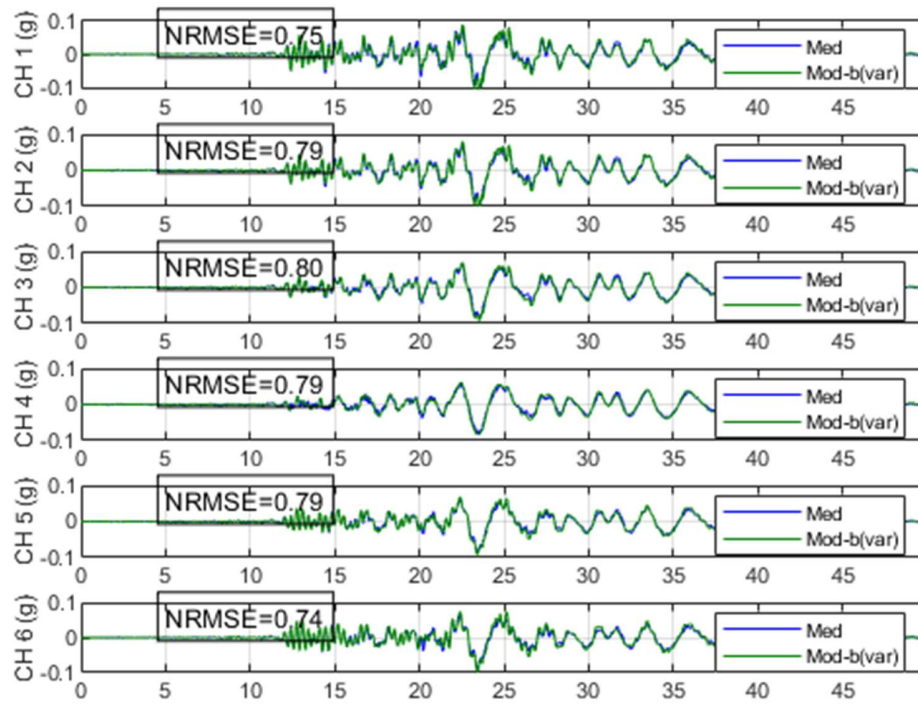 CH 1 (g)
0.1
0
-0.1
NRMSE=0.75
Med
Mod-b(var)
0 5 10 15 20 25 30 35 40 45
CH 2 (g)
0.1
0
-0.1
NRMSE=0.79
Med
Mod-b(var)
0 5 10 15 20 25 30 35 40 45
CH 3 (g)
0.1
0
-0.1
NRMSE=0.80
Med
Mod-b(var)
0 5 10 15 20 25 30 35 40 45
CH 4 (g)
0.1
0
-0.1
NRMSE=0.79
Med
Mod-b(var)
0 5 10 15 20 25 30 35 40 45
CH 5 (g)
0.1
0
-0.1
NRMSE=0.79
Med
Mod-b(var)
0 5 10 15 20 25 30 35 40 45
CH 6 (g)
0.1
0
-0.1
NRMSE=0.74
Med
Mod-b(var)
0 5 10 15 20 25 30 35 40 45